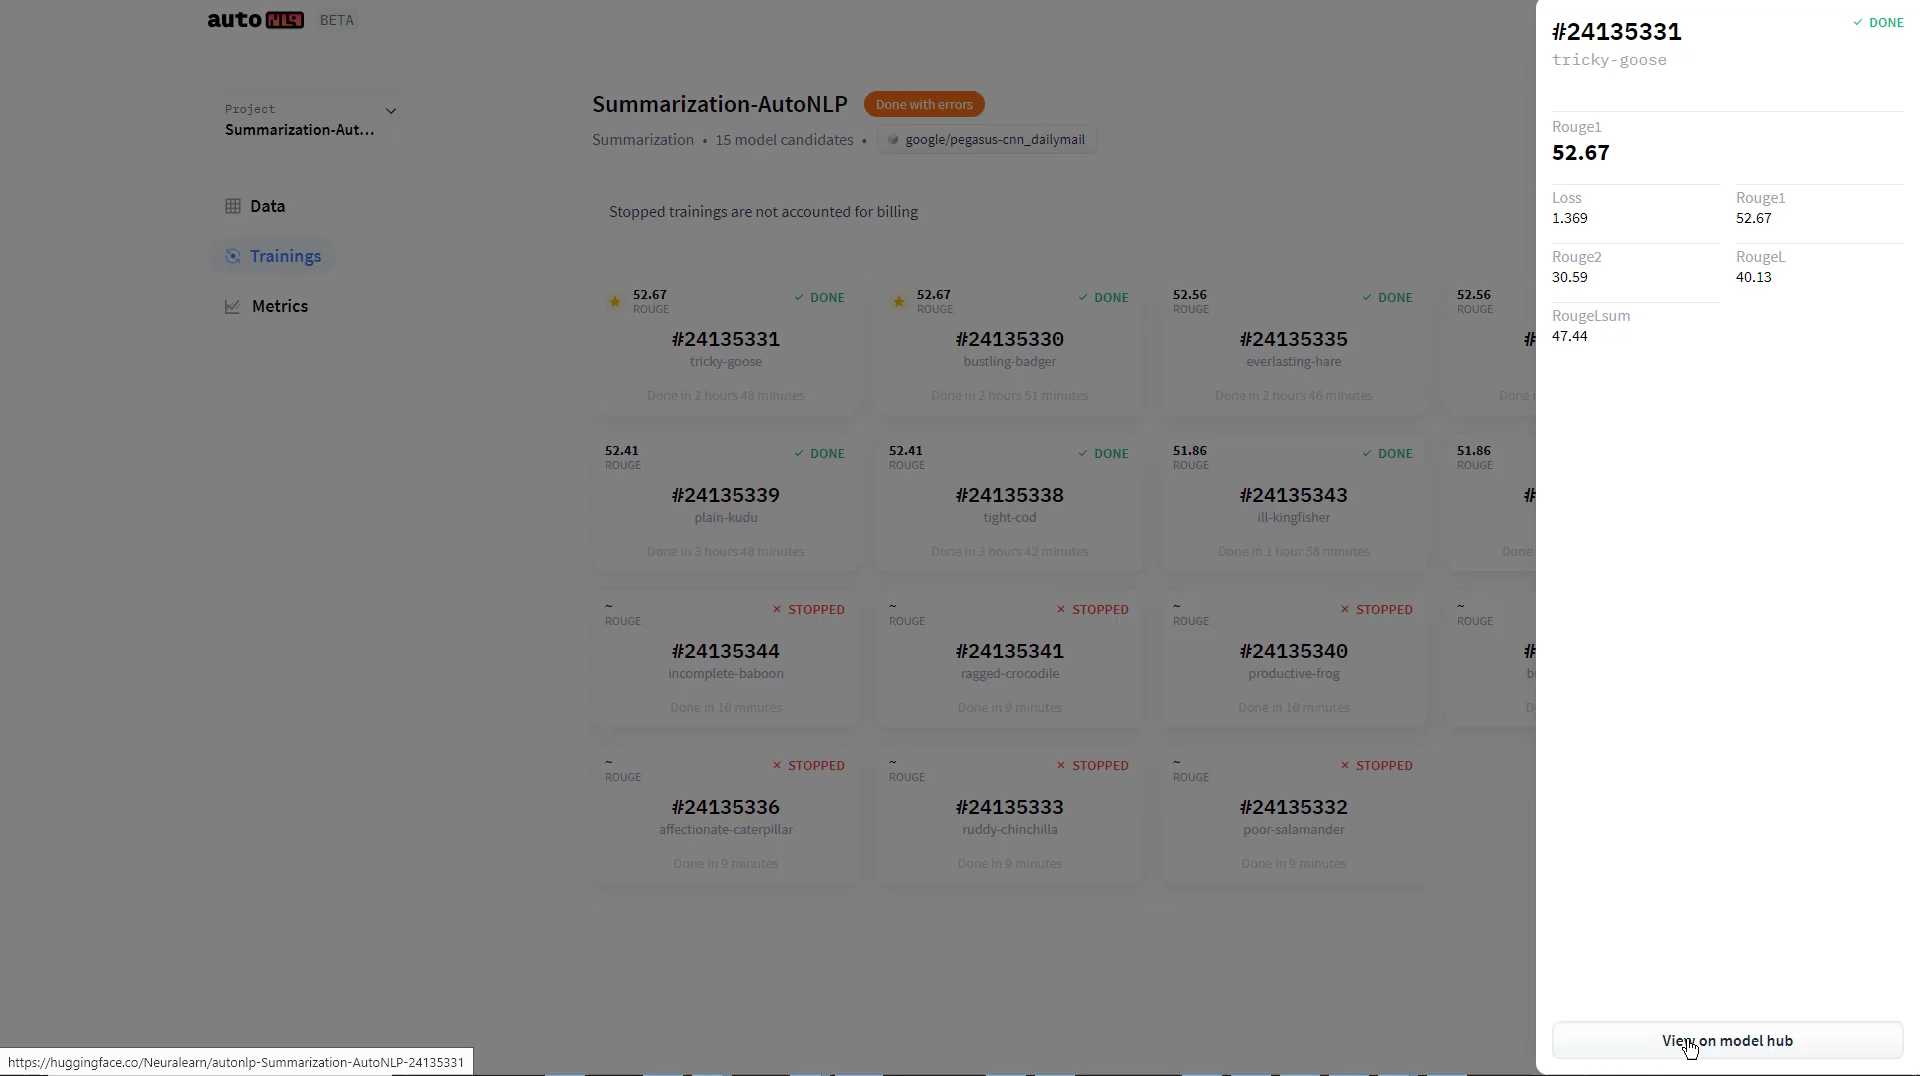 auto NLP BETA
Project
Summarization-Aut...
Data
Trainings
Metrics
Summarization-AutoNLP Done with errors
Summarization • 15 model candidates • google/pegasus-cnn_dailymail
Stopped trainings are not accounted for billing
52.67
ROUGE
DONE
#24135331
tricky-goose
Done in 2 hours 48 minutes
52.67
ROUGE
DONE
#24135330
bustling-badger
Done in 2 hours 51 minutes
52.56
ROUGE
DONE
#24135335
everlasting-hare
Done in 2 hours 46 minutes
52.56
ROUGE
#
Done
52.41
ROUGE
DONE
#24135339
plain-kudu
Done in 3 hours 48 minutes
52.41
ROUGE
DONE
#24135338
tight-cod
Done in 3 hours 42 minutes
51.86
ROUGE
DONE
#24135343
ill-kingfisher
Done in 1 hour 58 minutes
51.86
ROUGE
#
Done
~
ROUGE
STOPPED
#24135344
incomplete-baboon
Done in 10 minutes
~
ROUGE
STOPPED
#24135341
ragged-crocodile
Done in 9 minutes
~
ROUGE
STOPPED
#24135340
productive-frog
Done in 10 minutes
~
ROUGE
#
~
ROUGE
STOPPED
#24135336
affectionate-caterpillar
Done in 9 minutes
~
ROUGE
STOPPED
#24135333
ruddy-chinchilla
Done in 9 minutes
~
ROUGE
STOPPED
#24135332
poor-salamander
Done in 9 minutes
#24135331
DONE
tricky-goose
Rouge1
52.67
Loss
1.369
Rouge1
52.67
Rouge2
30.59
RougeL
40.13
RougeLsum
47.44
View on model hub
https://huggingface.co/Neuralearn/autonlp-Summarization-AutoNLP-24135331